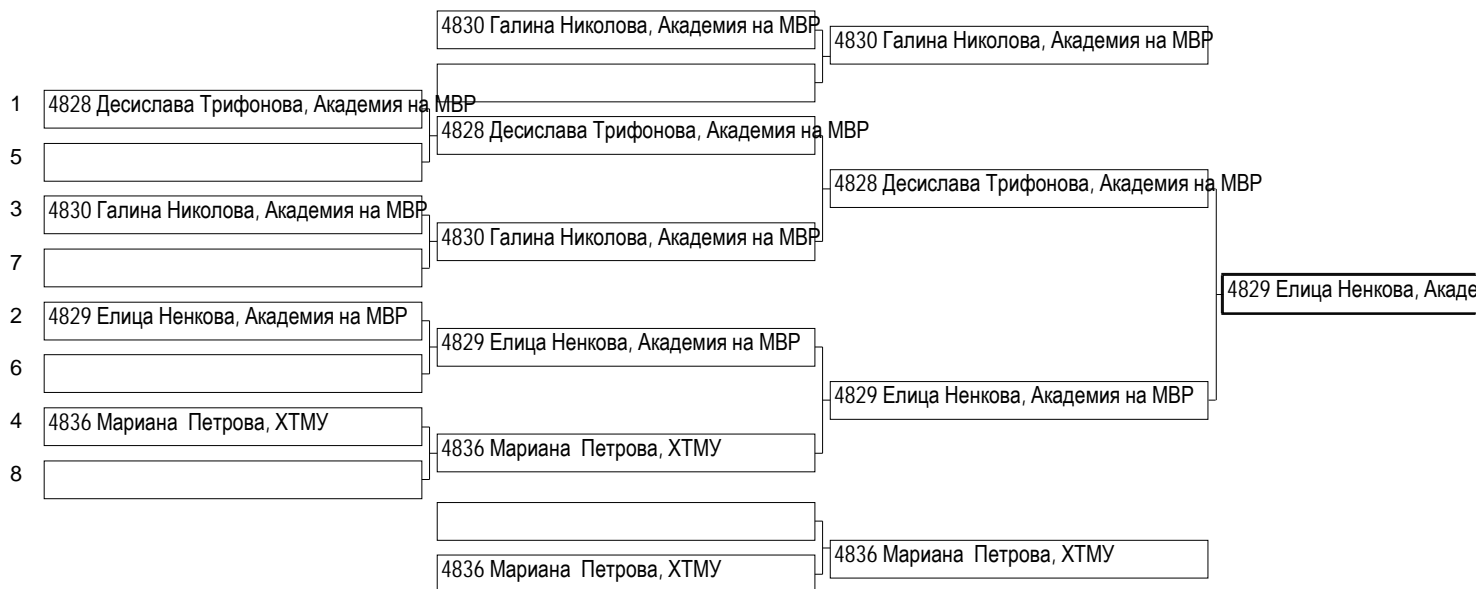 4830 Галина Николова, Академия на МВР
4830 Галина Николова, Академия на МВР
1 4828 Десислава Трифонова, Академия на МВР
4828 Десислава Трифонова, Академия на МВР
5
4828 Десислава Трифонова, Академия на МВР
3 4830 Галина Николова, Академия на МВР
4830 Галина Николова, Академия на МВР
7
4829 Елица Ненкова, Акаде
2 4829 Елица Ненкова, Академия на МВР
4829 Елица Ненкова, Академия на МВР
6
4829 Елица Ненкова, Академия на МВР
4 4836 Мариана  Петрова, ХТМУ
4836 Мариана  Петрова, ХТМУ
8
4836 Мариана  Петрова, ХТМУ
4836 Мариана  Петрова, ХТМУ